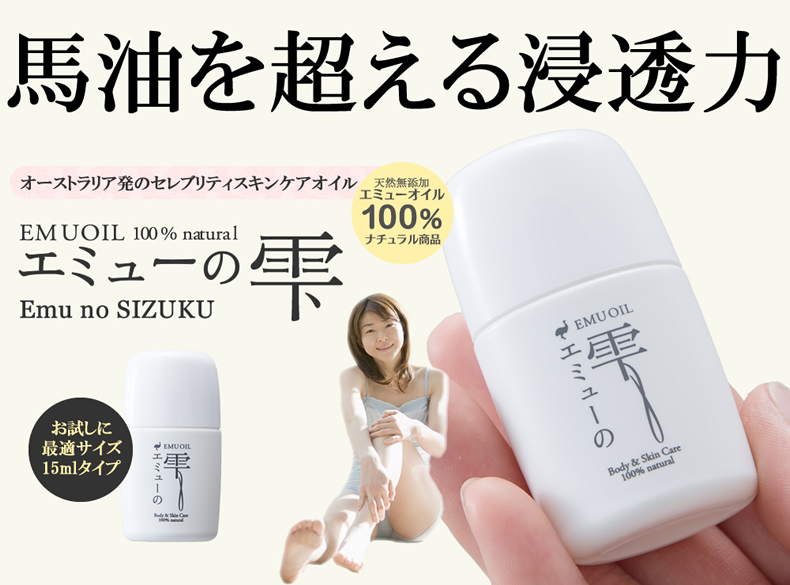 馬油を超える浸透力
オーストラリア発のセレブリティスキンケアオイル
天然無添加
エミューオイル
100%
ナチュラル商品
EMUOIL 100% natural
エミューの雫
Emu no SIZUKU
お試しに
最適サイズ
15mlタイプ
EMUOIL
エミューの雫
Body & Skin Care
100% natural
EMUOIL
エミューの雫
Body & Skin Care
100% natural